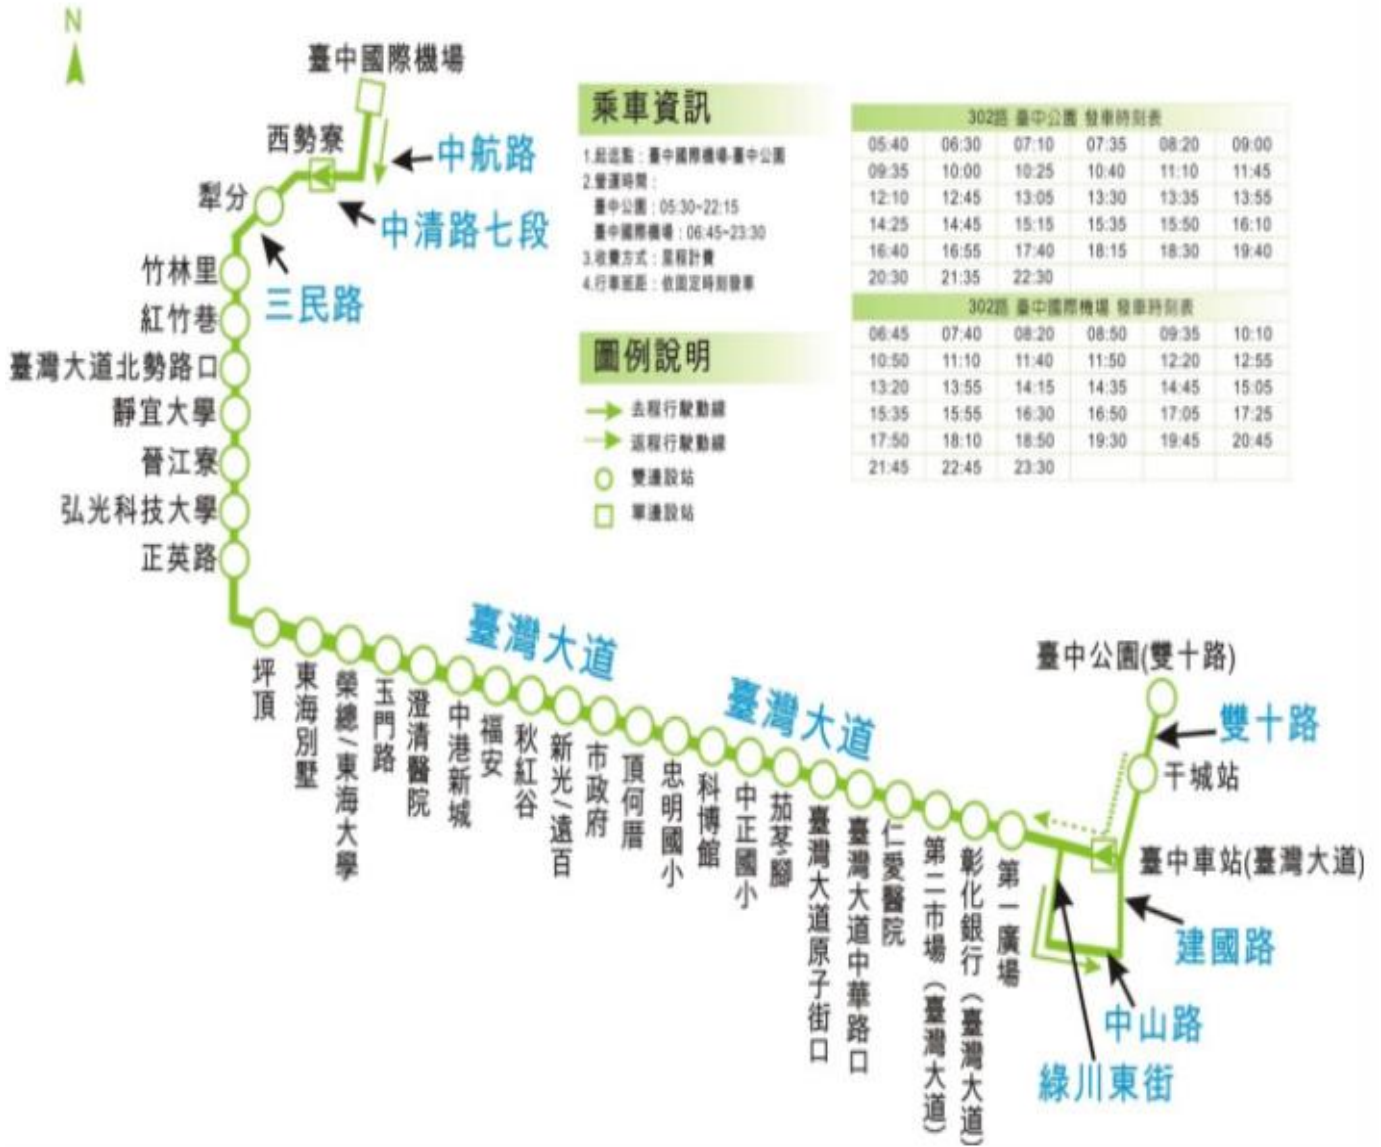 N
臺中國際機場
西勢寮
中航路
犁分
中清路七段
竹林里
三民路
紅竹巷
臺灣大道北勢路口
靜宜大學
晉江寮
弘光科技大學
正英路
乘車資訊
1.起迄點：臺中國際機場-臺中公園
2.營運時間：
臺中公園：05:30~22:15
臺中國際機場：06:45~23:30
3.收費方式：里程計費
4.行車班距：依固定時刻發車
圖例說明
去程行駛動線
返程行駛動線
雙邊設站
單邊設站
302路 臺中公園 發車時刻表
05:40 06:30 07:10 07:35 08:20 09:00
09:35 10:00 10:25 10:40 11:10 11:45
12:10 12:45 13:05 13:30 13:35 13:55
14:25 14:45 15:15 15:35 15:50 16:10
16:40 16:55 17:40 18:15 18:30 19:40
20:30 21:35 22:30
302路 臺中國際機場 發車時刻表
06:45 07:40 08:20 08:50 09:35 10:10
10:50 11:10 11:40 11:50 12:20 12:55
13:20 13:55 14:15 14:35 14:45 15:05
15:35 15:55 16:30 16:50 17:05 17:25
17:50 18:10 18:50 19:30 19:45 20:45
21:45 22:45 23:30
臺灣大道
臺灣大道
坪頂
東海別墅
榮總/東海大學
玉門路
澄清醫院
中港新城
福安
秋紅谷
新光/遠百
市政府
頂何厝
忠明國小
科博館
中正國小
茄苳腳
臺灣大道原子街口
臺灣大道中華路口
仁愛醫院
第二市場（臺灣大道）
彰化銀行（臺灣大道）
第一廣場
臺中公園(雙十路)
雙十路
干城站
臺中車站(臺灣大道)
建國路
中山路
綠川東街